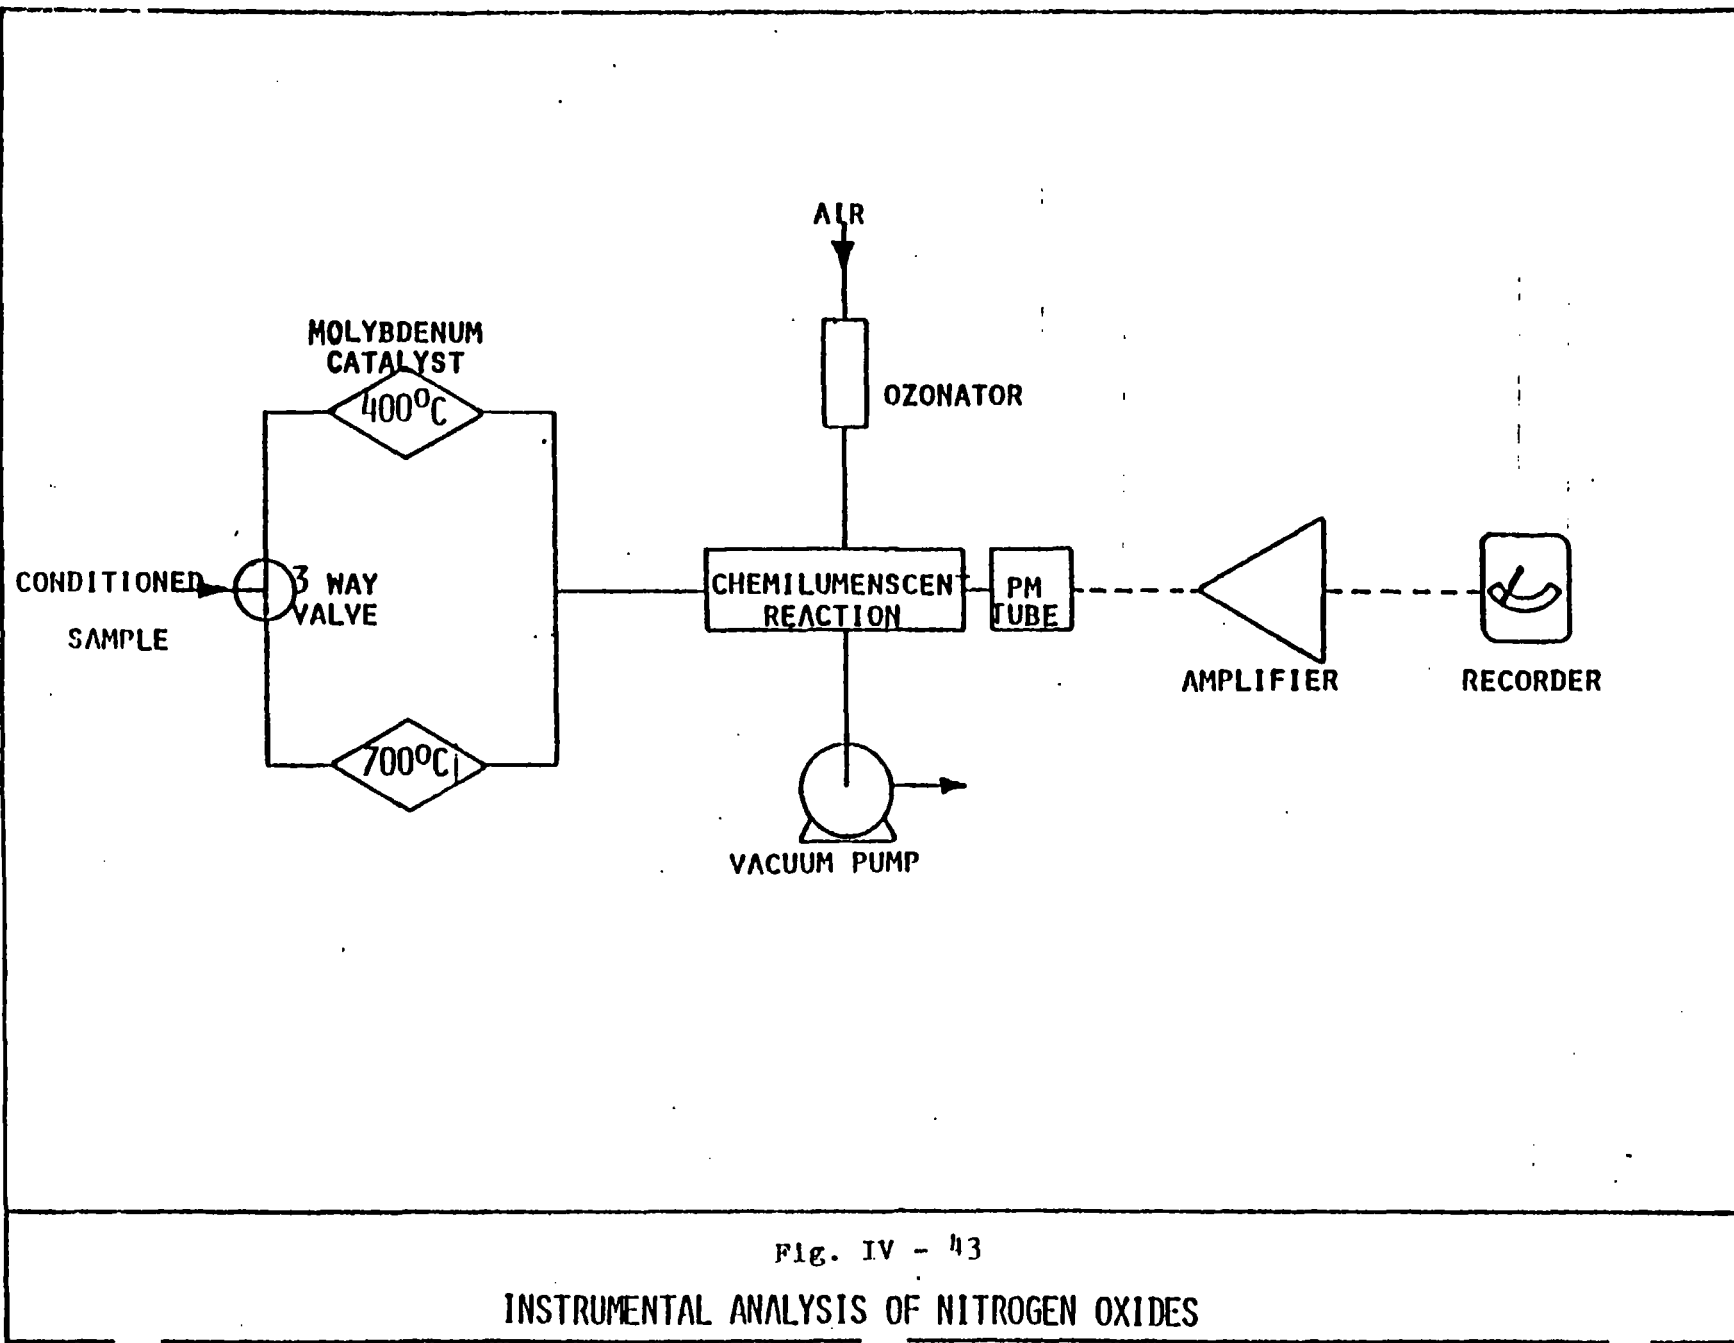 AIR
MOLYBDENUM
CATALYST
400°C
OZONATOR
CONDITIONED
SAMPLE
3 WAY
VALVE
CHEMILUMENSCENT
REACTION
PM
TUBE
AMPLIFIER
RECORDER
700°C
VACUUM PUMP
Fig. IV - 43
INSTRUMENTAL ANALYSIS OF NITROGEN OXIDES